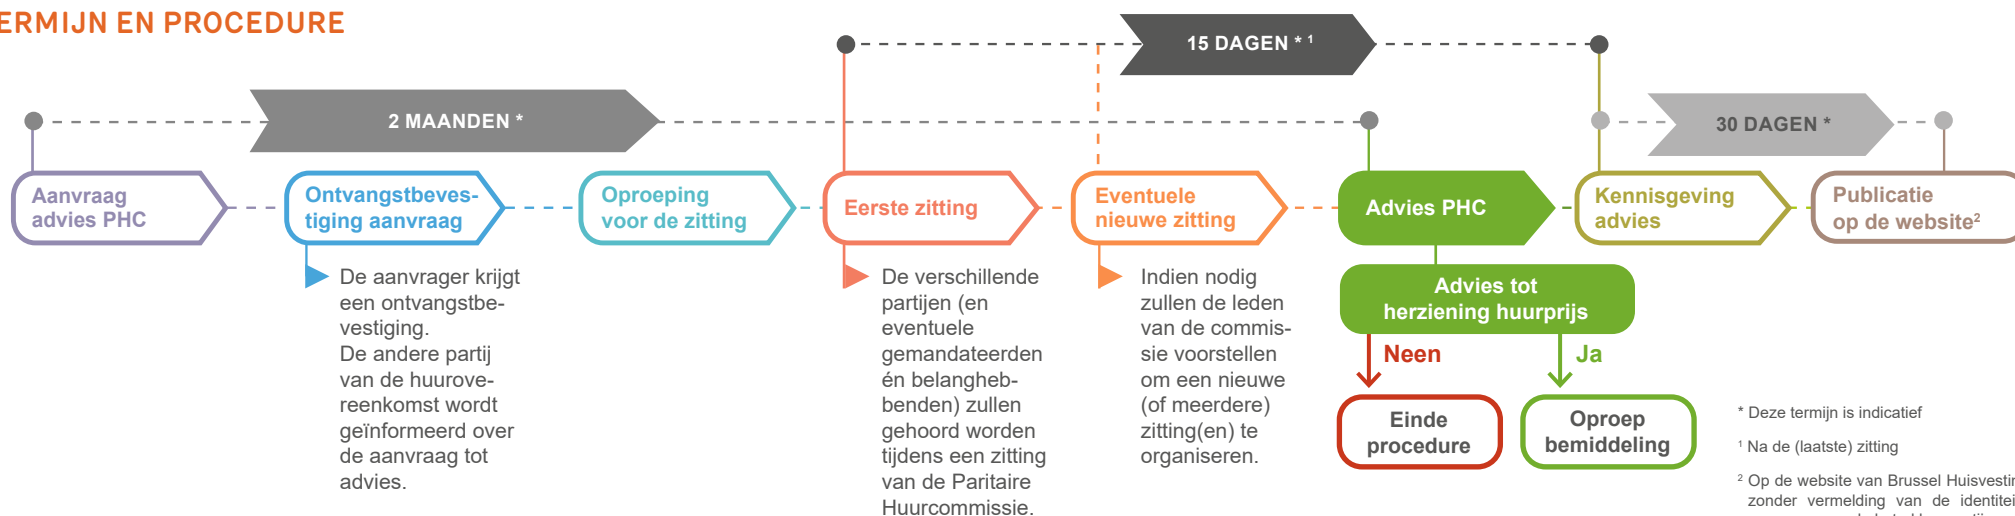 ERMIJN EN PROCEDURE
15 DAGEN * 1
2 MAANDEN *
30 DAGEN *
Aanvraag
advies PHC
Ontvangstbeves-
tiging aanvraag
Oproeping
voor de zitting
Eerste zitting
Eventuele
nieuwe zitting
Advies PHC
Kennisgeving
advies
Publicatie
op de website2
De aanvrager krijgt
een ontvangstbe-
vestiging.
De andere partij
van de huurove-
reenkomst wordt
geïnformeerd over
de aanvraag tot
advies.
De verschillende
partijen (en
eventuele
gemandateerden
én belangheb-
benden) zullen
gehoord worden
tijdens een zitting
van de Paritaire
Huurcommissie.
Indien nodig
zullen de leden
van de commis-
sie voorstellen
om een nieuwe
(of meerdere)
zitting(en) te
organiseren.
Advies tot
herziening huurprijs
Neen
Ja
Einde
procedure
Oproep
bemiddeling
* Deze termijn is indicatief
1 Na de (laatste) zitting
2 Op de website van Brussel Huisvestin
zonder vermelding van de identitei